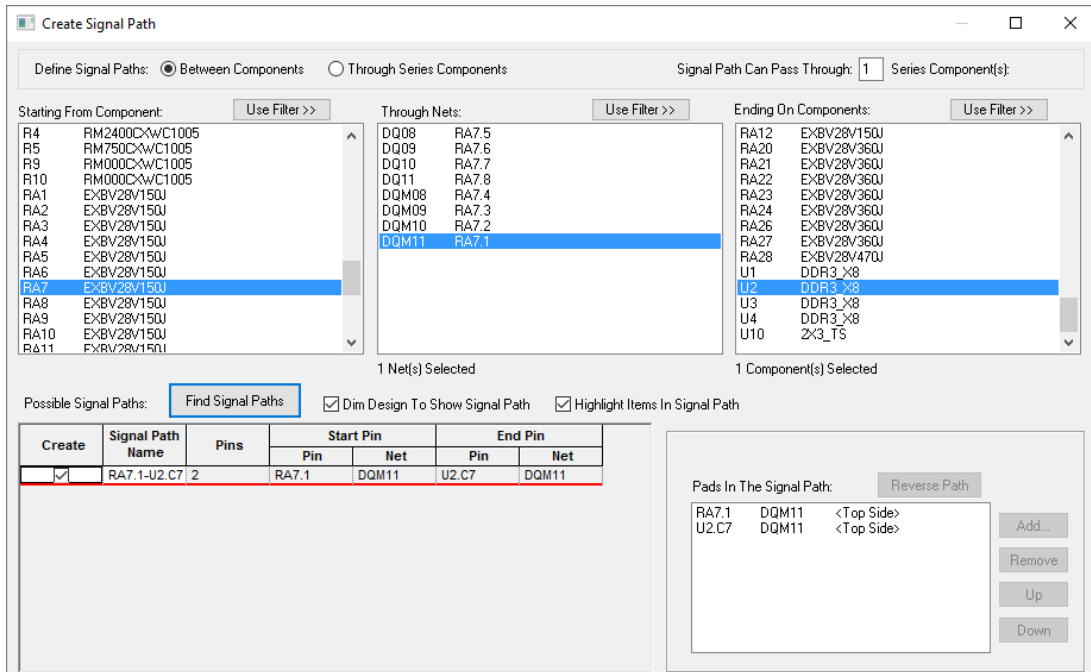 Create Signal Path
Define Signal Paths: Between Components Through Series Components Signal Path Can Pass Through: 1 Series Component(s):
Starting From Component: Use Filter >>
R4 RM2400CXWC1005
R5 RM750CXWC1005
R9 RM000CXWC1005
R10 RM000CXWC1005
RA1 EXBV28V150J
RA2 EXBV28V150J
RA3 EXBV28V150J
RA4 EXBV28V150J
RA5 EXBV28V150J
RA6 EXBV28V150J
RA7 EXBV28V150J
RA8 EXBV28V150J
RA9 EXBV28V150J
RA10 EXBV28V150J
RA11 EXBV28V150J
Through Nets: Use Filter >>
DQ08 RA7.5
DQ09 RA7.6
DQ10 RA7.7
DQ11 RA7.8
DQM08 RA7.4
DQM09 RA7.3
DQM10 RA7.2
DQM11 RA7.1
1 Net(s) Selected
Ending On Components: Use Filter >>
RA12 EXBV28V150J
RA20 EXBV28V360J
RA21 EXBV28V360J
RA22 EXBV28V360J
RA23 EXBV28V360J
RA24 EXBV28V360J
RA26 EXBV28V360J
RA27 EXBV28V360J
RA28 EXBV28V470J
U1 DDR3_X8
U2 DDR3_X8
U3 DDR3_X8
U4 DDR3_X8
U10 2X3_TS
1 Component(s) Selected
Possible Signal Paths: Find Signal Paths Dim Design To Show Signal Path Highlight Items In Signal Path
Create Signal Path Name Pins Start Pin End Pin
Pin Net Pin Net
RA7.1-U2.C7 2 RA7.1 DQM11 U2.C7 DQM11
Pads In The Signal Path: Reverse Path
RA7.1 DQM11 <Top Side>
U2.C7 DQM11 <Top Side>
Add...
Remove
Up
Down